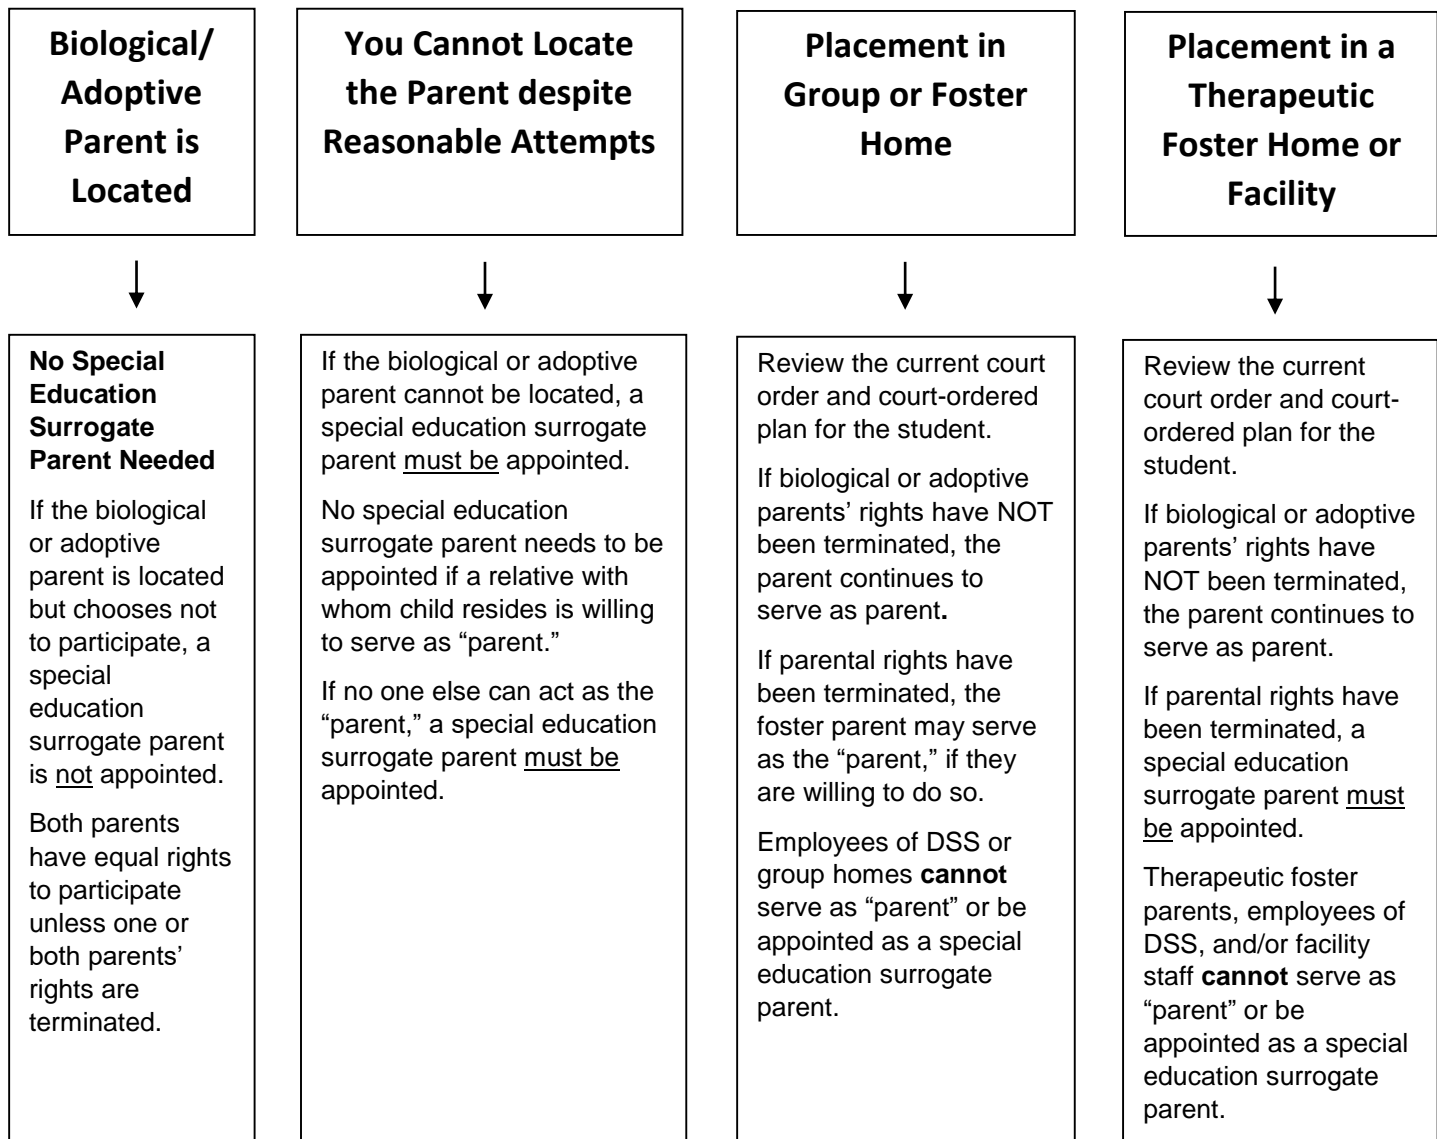 Biological/
Adoptive
Parent is
Located
You Cannot Locate
the Parent despite
Reasonable Attempts
Placement in
Group or Foster
Home
Placement in a
Therapeutic
Foster Home or
Facility
No Special
Education
Surrogate
Parent Needed
If the biological
or adoptive
parent is located
but chooses not
to participate, a
special
education
surrogate parent
is not appointed.
Both parents
have equal rights
to participate
unless one or
both parents’
rights are
terminated.
If the biological or adoptive
parent cannot be located, a
special education surrogate
parent must be appointed.
No special education
surrogate parent needs to be
appointed if a relative with
whom child resides is willing
to serve as “parent.”
If no one else can act as the
“parent,” a special education
surrogate parent must be
appointed.
Review the current court
order and court-ordered
plan for the student.
If biological or adoptive
parents’ rights have NOT
been terminated, the
parent continues to
serve as parent.
If parental rights have
been terminated, the
foster parent may serve
as the “parent,” if they
are willing to do so.
Employees of DSS or
group homes cannot
serve as “parent” or be
appointed as a special
education surrogate
parent.
Review the current
court order and court-
ordered plan for the
student.
If biological or adoptive
parents’ rights have
NOT been terminated,
the parent continues to
serve as parent.
If parental rights have
been terminated, a
special education
surrogate parent must
be appointed.
Therapeutic foster
parents, employees of
DSS, and/or facility
staff cannot serve as
“parent” or be
appointed as a special
education surrogate
parent.